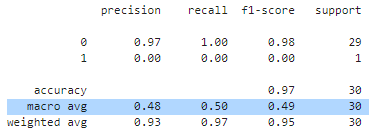 precision recall f1-score support
0 0.97 1.00 0.98 29
1 0.00 0.00 0.00 1
accuracy 0.97 30
macro avg 0.48 0.50 0.49 30
weighted avg 0.93 0.97 0.95 30